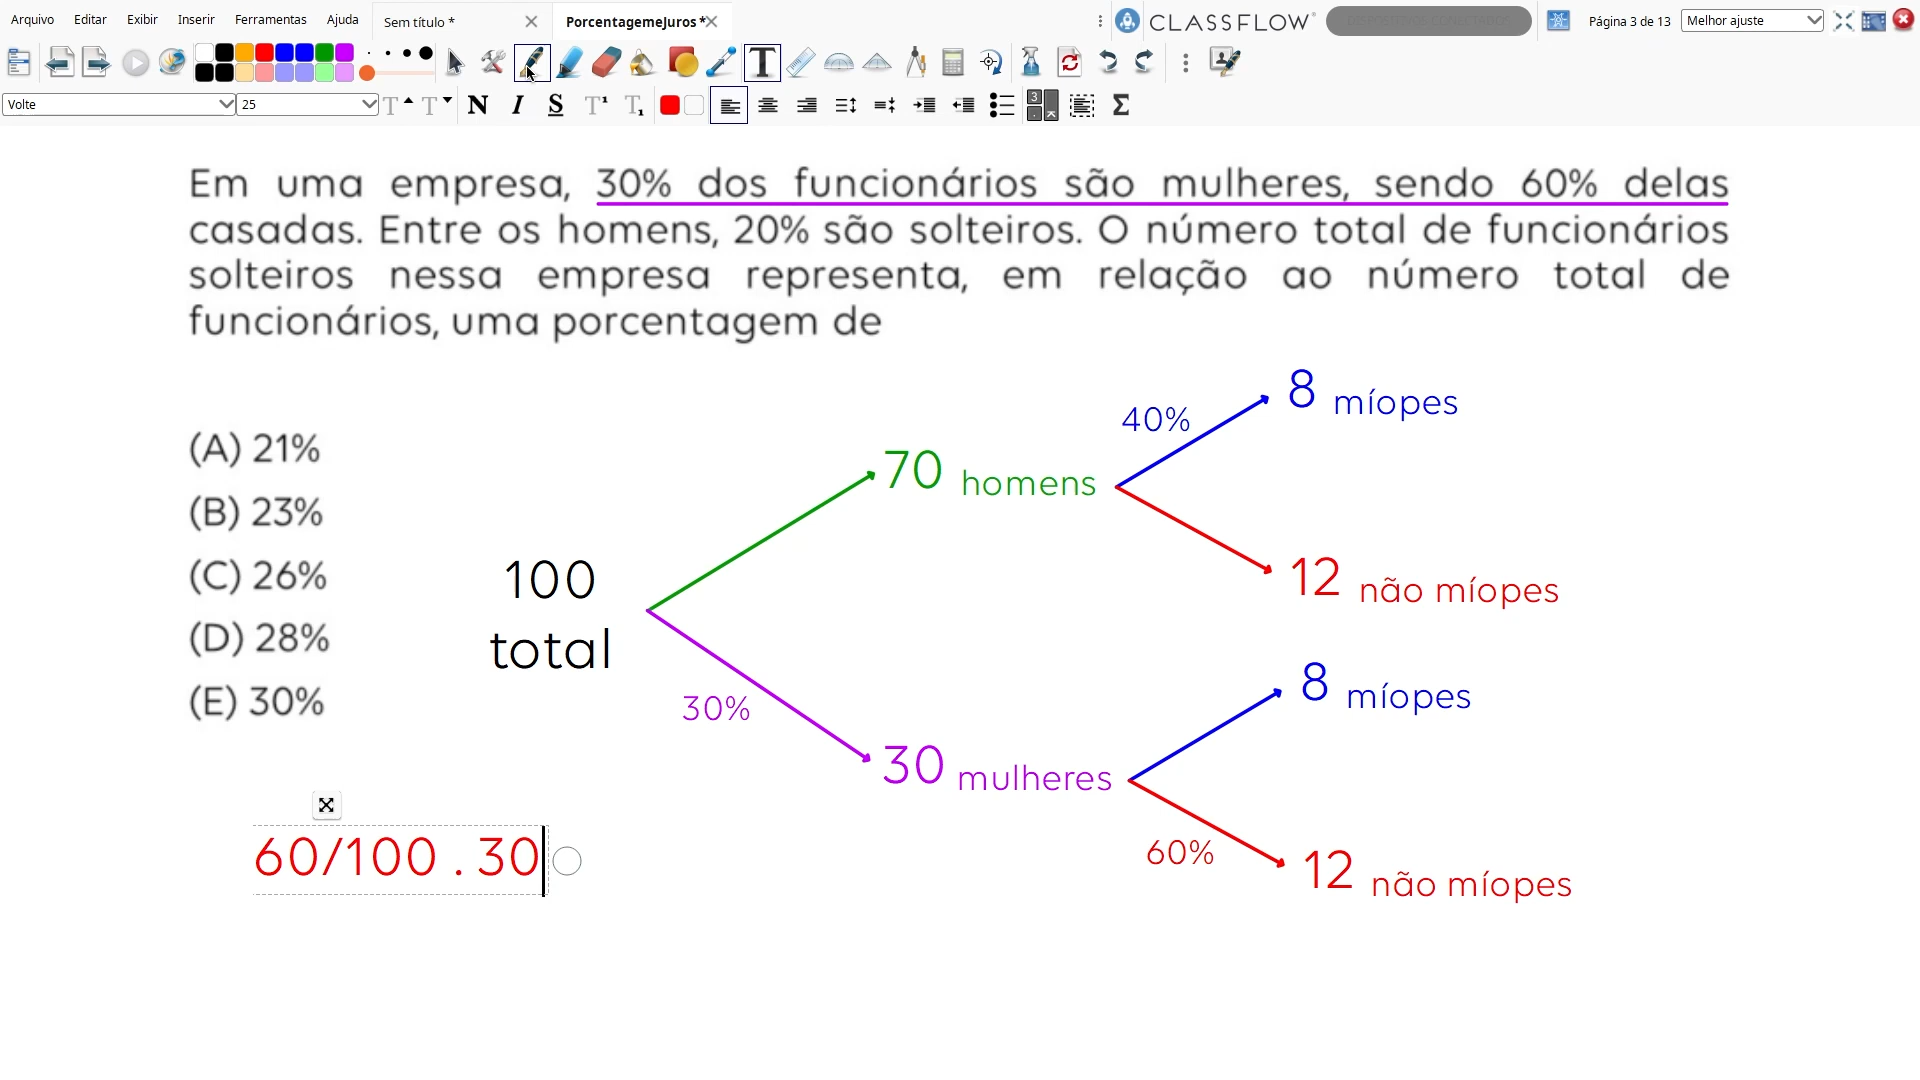 Arquivo Editar Exibir Inserir Ferramentas Ajuda
Sem título *
PorcentagemeJuros *
CLASSFLOW
Página 3 de 13
Melhor ajuste
Volte
25
N I S T¹ T₁ Σ
Em uma empresa, 30% dos funcionários são mulheres, sendo 60% delas
casadas. Entre os homens, 20% são solteiros. O número total de funcionários
solteiros nessa empresa representa, em relação ao número total de
funcionários, uma porcentagem de
(A) 21%
(B) 23%
(C) 26%
(D) 28%
(E) 30%
100
total
70 homens
30%
30 mulheres
40%
8 míopes
12 não míopes
8 míopes
60%
12 não míopes
60/100 . 30